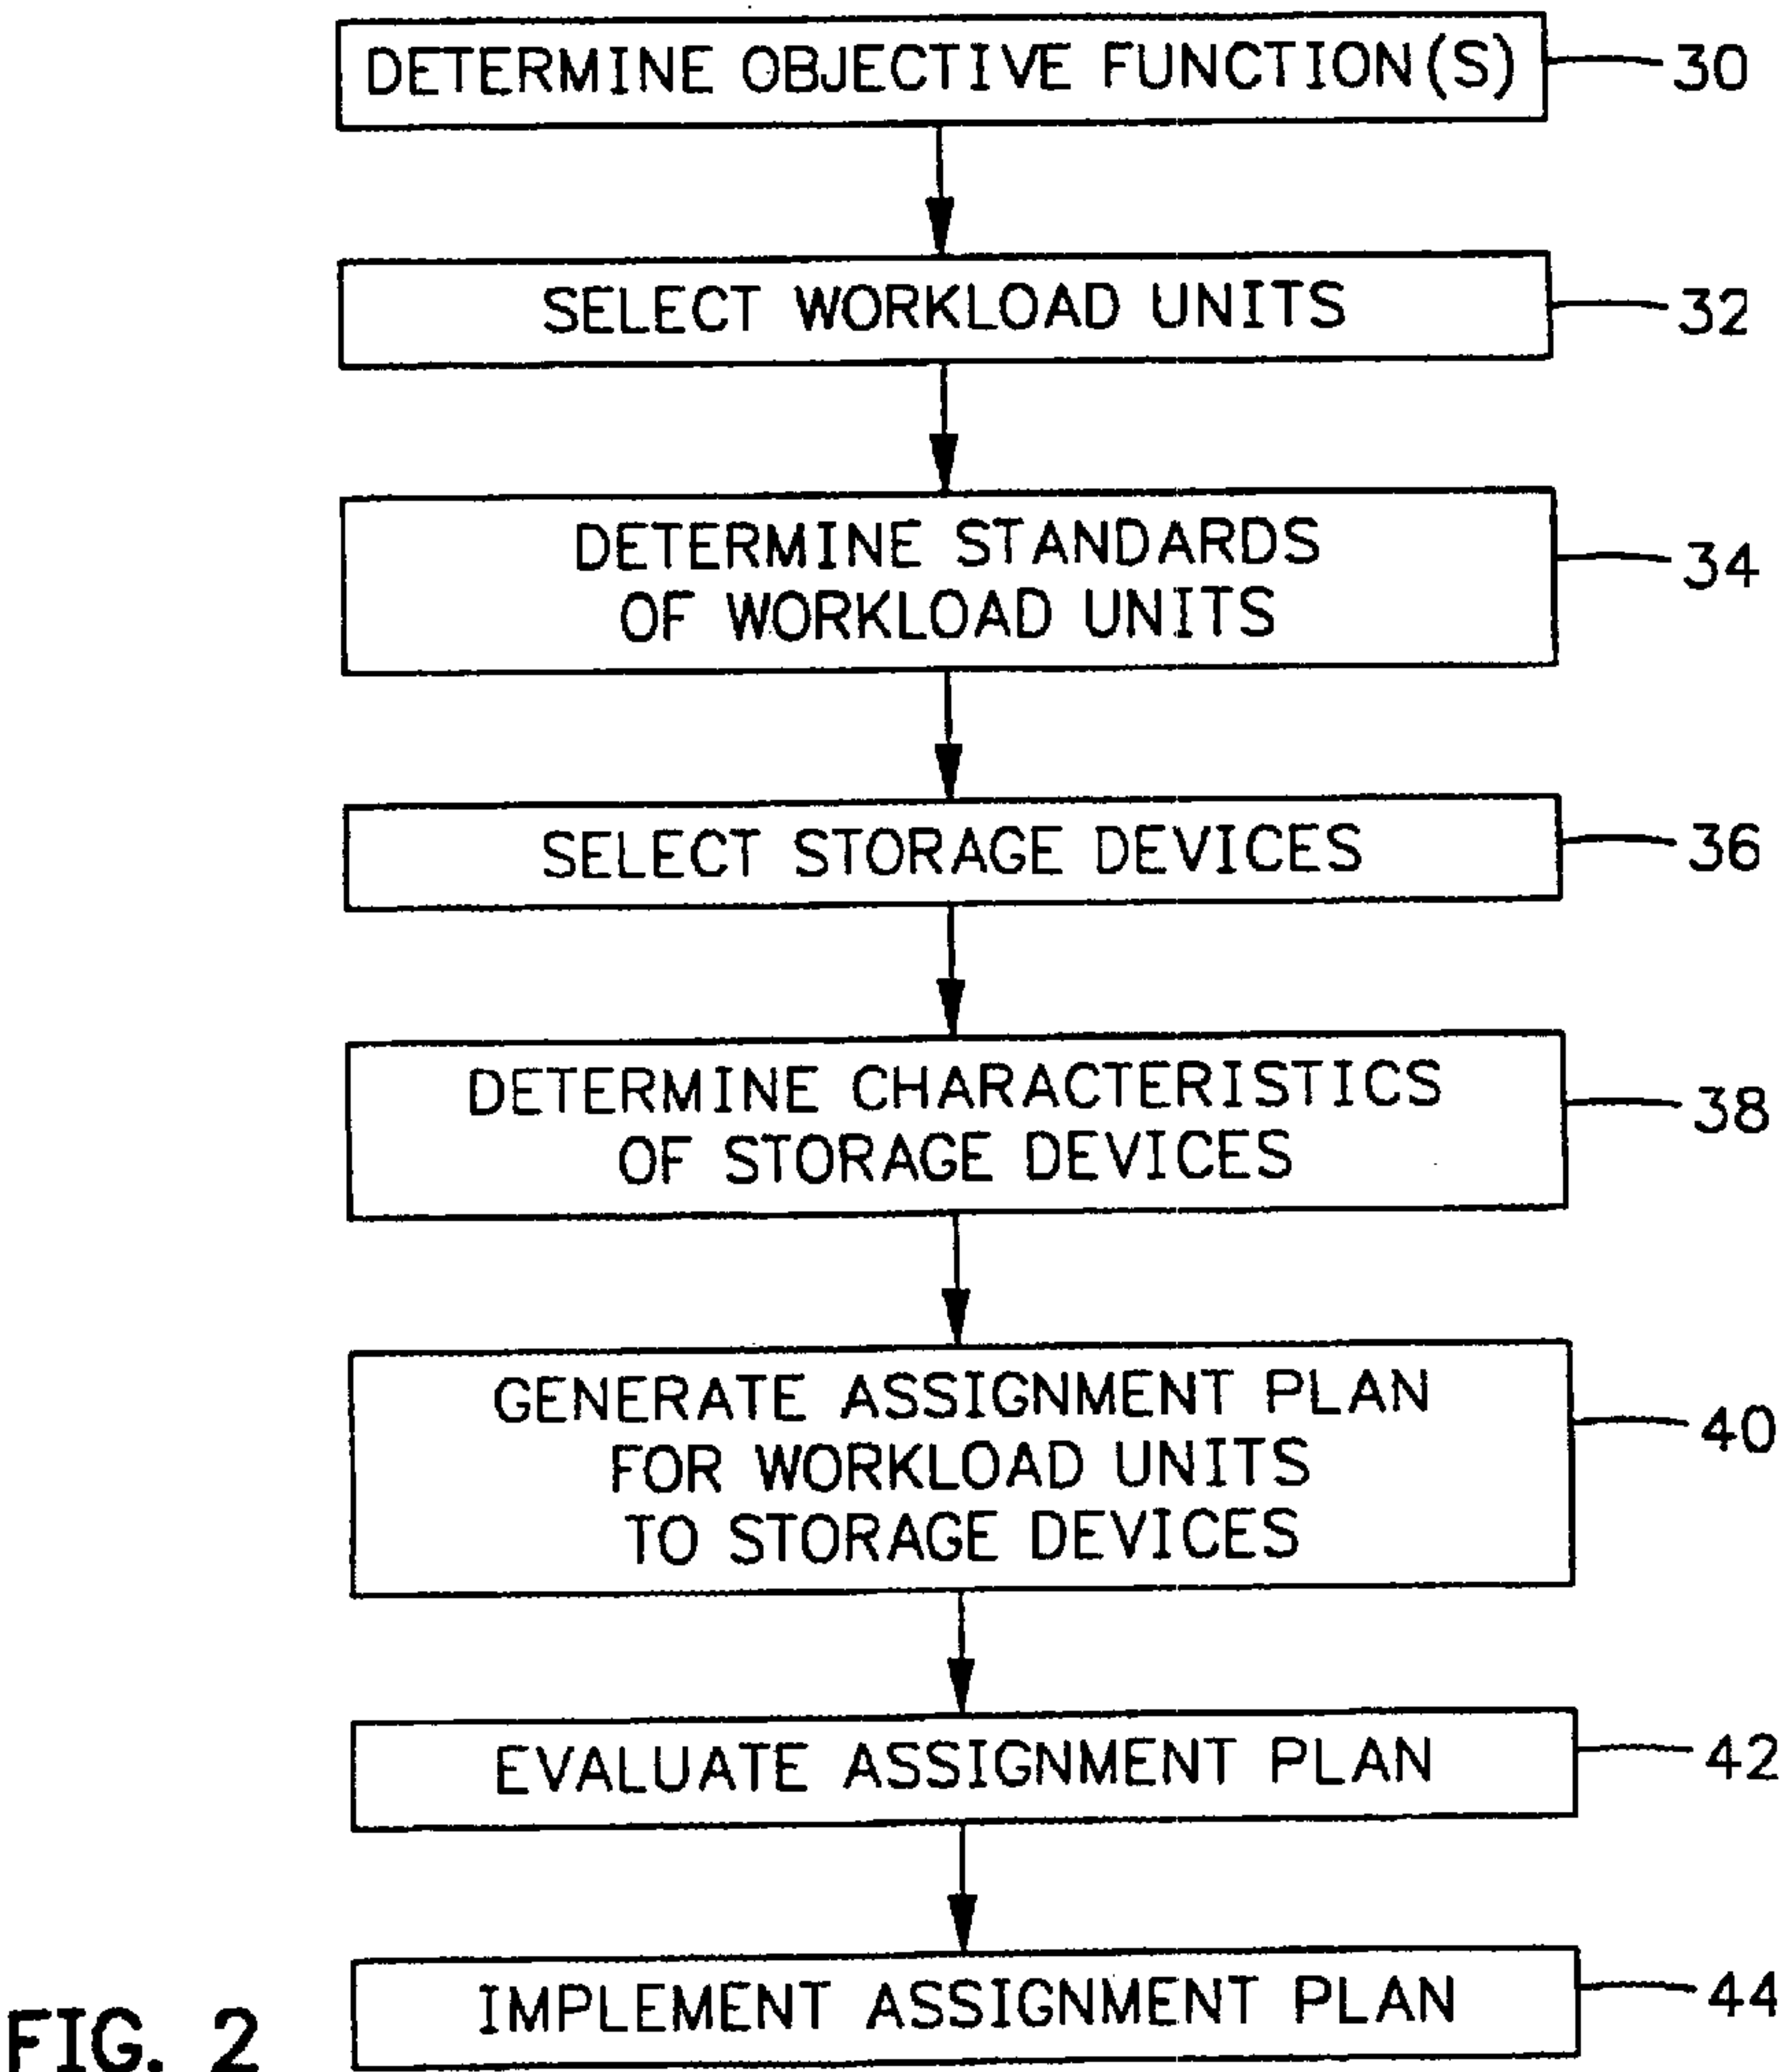 DETERMINE OBJECTIVE FUNCTION(S)
30
SELECT WORKLOAD UNITS
32
DETERMINE STANDARDS
OF WORKLOAD UNITS
34
SELECT STORAGE DEVICES
36
DETERMINE CHARACTERISTICS
OF STORAGE DEVICES
38
GENERATE ASSIGNMENT PLAN
FOR WORKLOAD UNITS
TO STORAGE DEVICES
40
EVALUATE ASSIGNMENT PLAN
42
IMPLEMENT ASSIGNMENT PLAN
44
FIG. 2